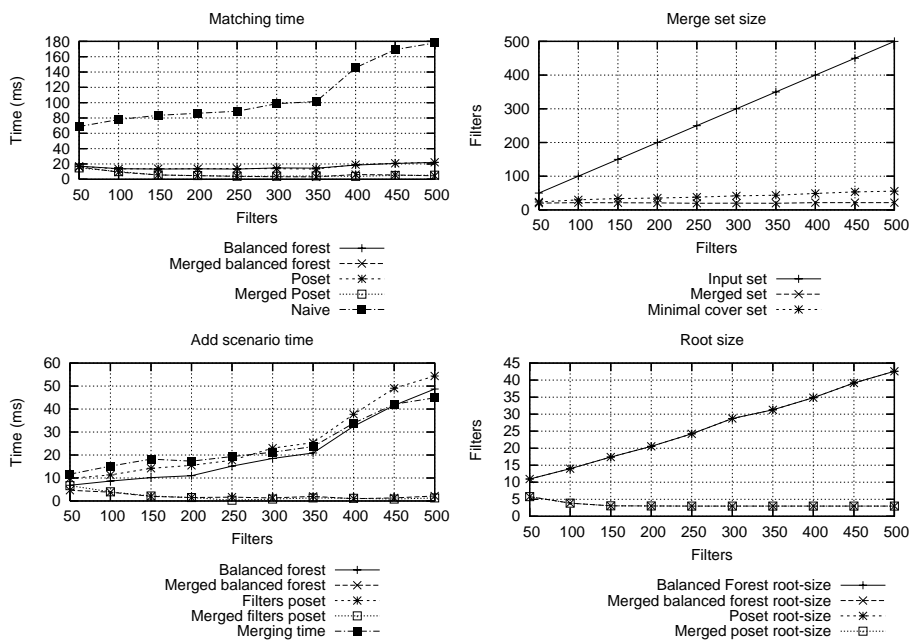 Matching time
Time (ms)
180
160
140
120
100
80
60
40
20
0
50 100 150 200 250 300 350 400 450 500
Filters
Balanced forest
Merged balanced forest
Poset
Merged Poset
Naive
Merge set size
Filters
500
400
300
200
100
0
50 100 150 200 250 300 350 400 450 500
Filters
Input set
Merged set
Minimal cover set
Add scenario time
Time (ms)
60
50
40
30
20
10
0
50 100 150 200 250 300 350 400 450 500
Filters
Balanced forest
Merged balanced forest
Filters poset
Merged filters poset
Merging time
Root size
Filters
45
40
35
30
25
20
15
10
5
0
50 100 150 200 250 300 350 400 450 500
Filters
Balanced Forest root-size
Merged balanced forest root-size
Poset root-size
Merged poset root-size